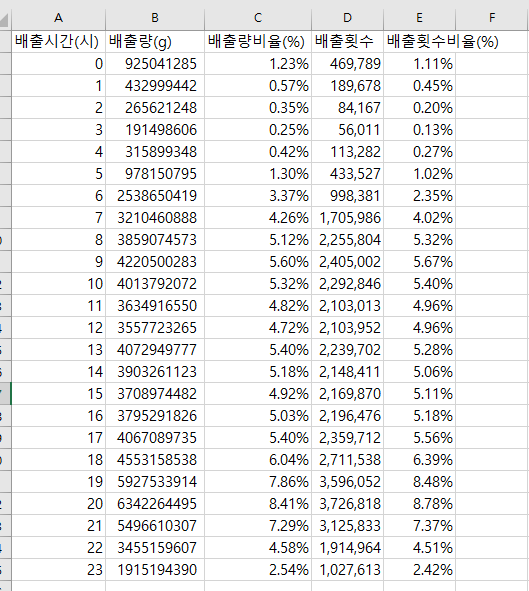 A B C D E F
배출시간(시) 배출량(g) 배출량비율(%) 배출횟수 배출횟수비율(%)
0 925041285 1.23% 469,789 1.11%
1 432999442 0.57% 189,678 0.45%
2 265621248 0.35% 84,167 0.20%
3 191498606 0.25% 56,011 0.13%
4 315899348 0.42% 113,282 0.27%
5 978150795 1.30% 433,527 1.02%
6 2538650419 3.37% 998,381 2.35%
7 3210460888 4.26% 1,705,986 4.02%
8 3859074573 5.12% 2,255,804 5.32%
9 4220500283 5.60% 2,405,002 5.67%
10 4013792072 5.32% 2,292,846 5.40%
11 3634916550 4.82% 2,103,013 4.96%
12 3557723265 4.72% 2,103,952 4.96%
13 4072949777 5.40% 2,239,702 5.28%
14 3903261123 5.18% 2,148,411 5.06%
15 3708974482 4.92% 2,169,870 5.11%
16 3795291826 5.03% 2,196,476 5.18%
17 4067089735 5.40% 2,359,712 5.56%
18 4553158538 6.04% 2,711,538 6.39%
19 5927533914 7.86% 3,596,052 8.48%
20 6342264495 8.41% 3,726,818 8.78%
21 5496610307 7.29% 3,125,833 7.37%
22 3455159607 4.58% 1,914,964 4.51%
23 1915194390 2.54% 1,027,613 2.42%